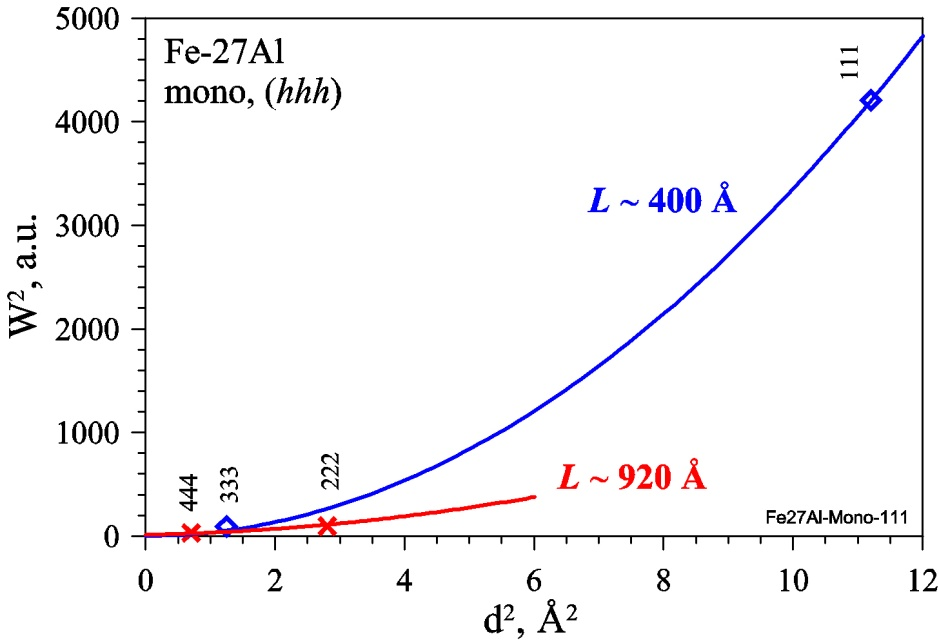 Fe-27Al
mono, (hhh)
5000
4000
3000
2000
1000
0
W², a.u.
111
L ~ 400 Å
444
333
222
L ~ 920 Å
Fe27Al-Mono-111
0 2 4 6 8 10 12
d², Å²